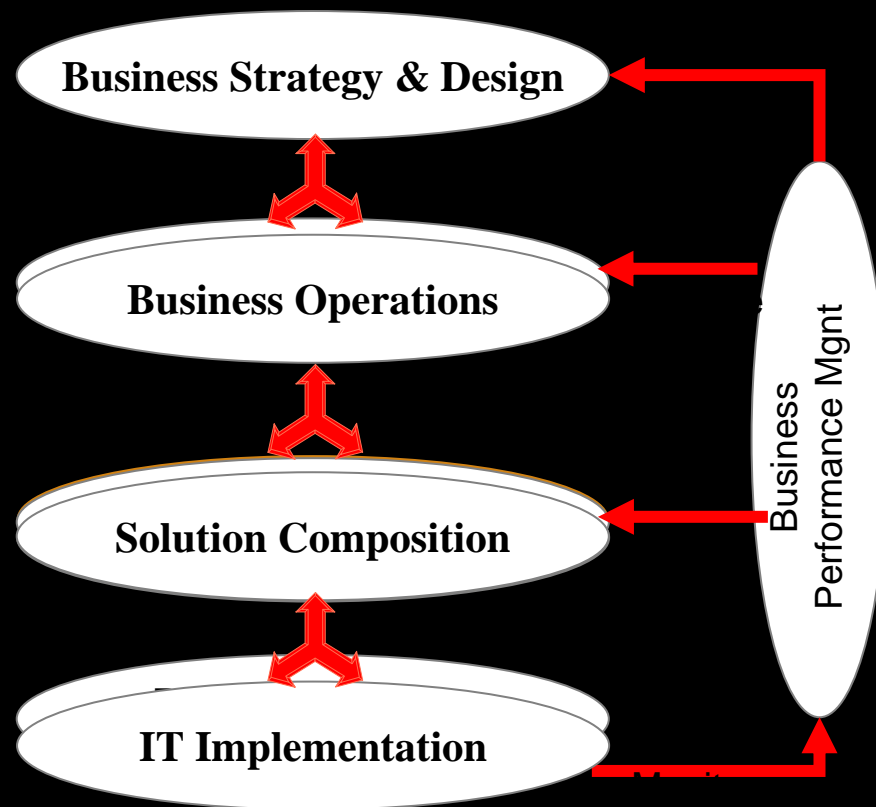 Business Strategy & Design
Business Operations
Business
Performance Mgnt
Solution Composition
IT Implementation